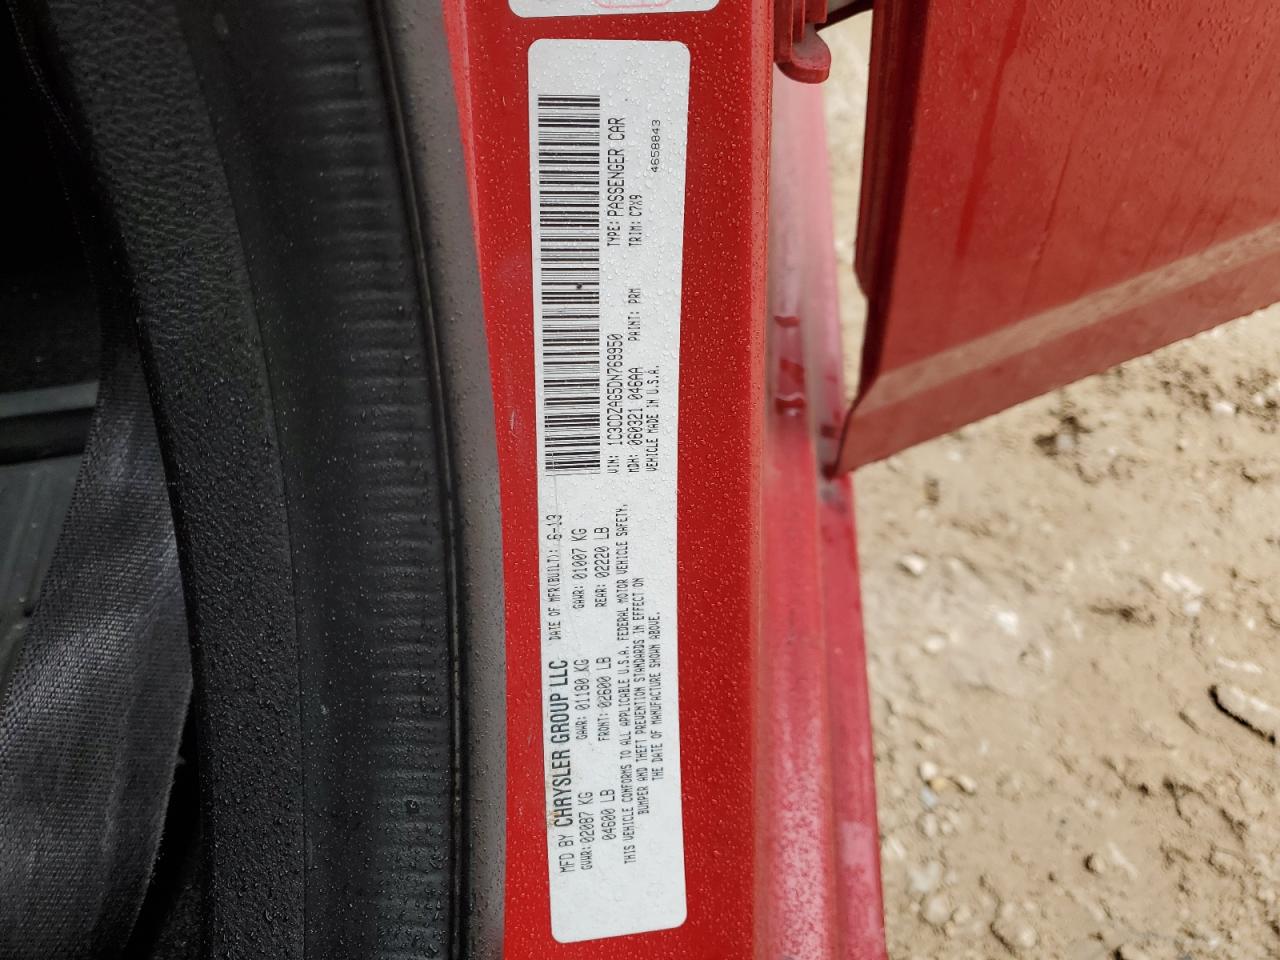 MFD BY CHRYSLER GROUP LLC DATE OF MFR(BUILT): 6-13
GVWR: 02087 KG GAWR: 01180 KG GAWR: 01007 KG
04600 LB FRONT: 02600 LB REAR: 02220 LB
THIS VEHICLE CONFORMS TO ALL APPLICABLE U.S.A. FEDERAL MOTOR VEHICLE SAFETY,
BUMPER AND THEFT PREVENTION STANDARDS IN EFFECT ON
THE DATE OF MANUFACTURE SHOWN ABOVE.
VIN: 1C3CDZAG5DN769950 TYPE: PASSENGER CAR
MDH: 060321 046AA PAINT: PRM TRIM: C7X9
VEHICLE MADE IN U.S.A. 4658843